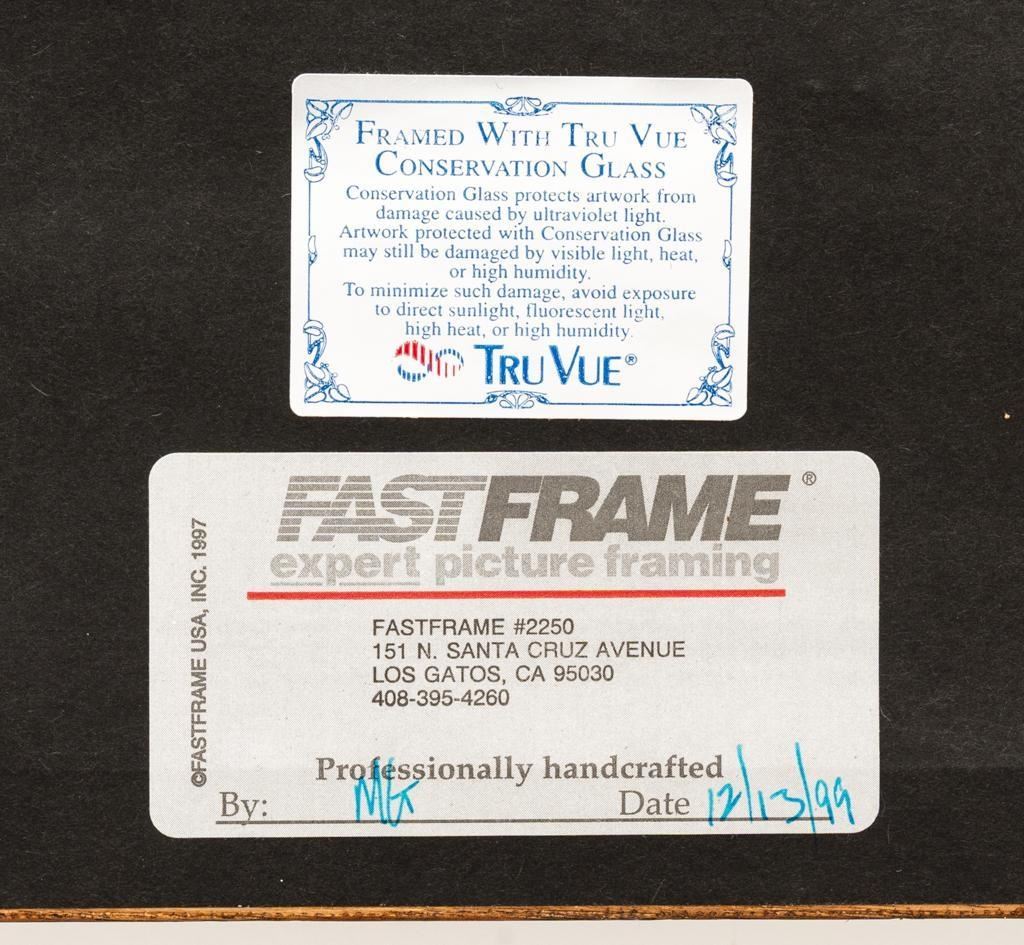 FRAMED WITH TRU VUE
CONSERVATION GLASS
Conservation Glass protects artwork from
damage caused by ultraviolet light.
Artwork protected with Conservation Glass
may still be damaged by visible light, heat,
or high humidity.
To minimize such damage, avoid exposure
to direct sunlight, fluorescent light,
high heat, or high humidity.
TRU VUE®
FASTFRAME®
expert picture framing
©FASTFRAME USA, INC. 1997
FASTFRAME #2250
151 N. SANTA CRUZ AVENUE
LOS GATOS, CA 95030
408-395-4260
Professionally handcrafted
By: MG Date 12/13/99